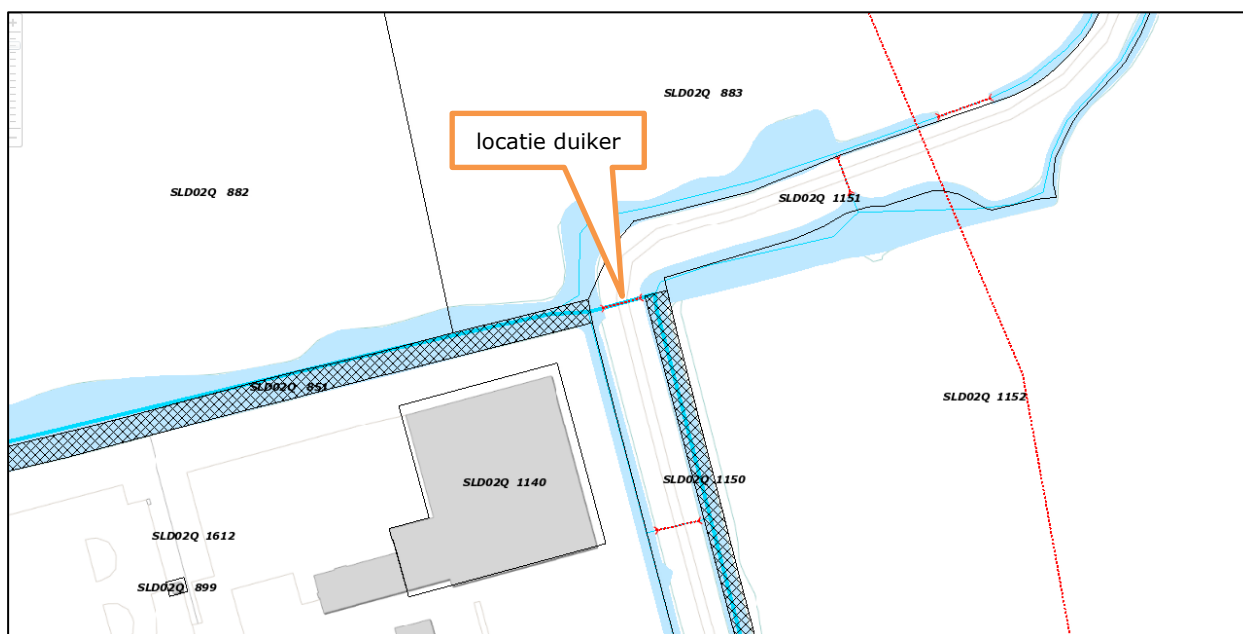 SLD02Q 883
locatie duiker
SLD02Q 882
SLD02Q 1151
SLD02Q 851
SLD02Q 1152
SLD02Q 1140
SLD02Q 1150
SLD02Q 1612
SLD02Q 899